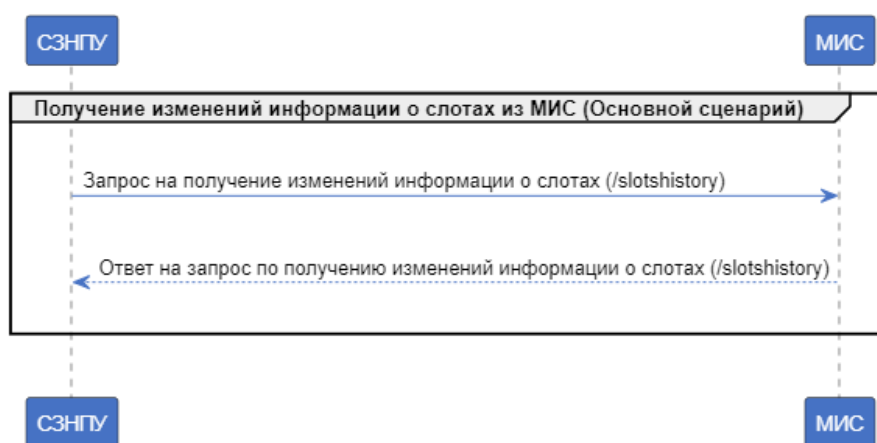 СЗНПУ МИС
Получение изменений информации о слотах из МИС (Основной сценарий)
Запрос на получение изменений информации о слотах (/slotshistory)
Ответ на запрос по получению изменений информации о слотах (/slotshistory)
СЗНПУ МИС